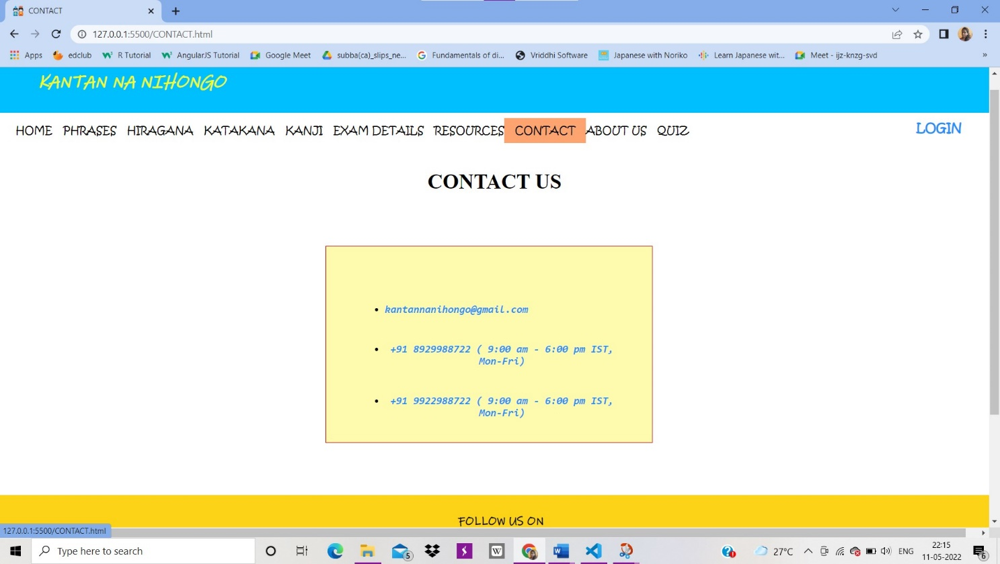 CONTACT
127.0.0.1:5500/CONTACT.html
Apps edclub R Tutorial AngularJS Tutorial Google Meet subba(ca)_slips_ne... Fundamentals of di... Vriddhi Software Japanese with Noriko Learn Japanese wit... Meet - ijz-knzg-svd »
KANTAN NA NIHONGO
HOME PHRASES HIRAGANA KATAKANA KANJI EXAM DETAILS RESOURCES CONTACT ABOUT US QUIZ LOGIN
CONTACT US
• kantannanihongo@gmail.com
• +91 8929988722 ( 9:00 am - 6:00 pm IST,
Mon-Fri)
• +91 9922988722 ( 9:00 am - 6:00 pm IST,
Mon-Fri)
FOLLOW US ON
127.0.0.1:5500/CONTACT.html
Type here to search 5 W 27°C ENG 22:15
11-05-2022 6